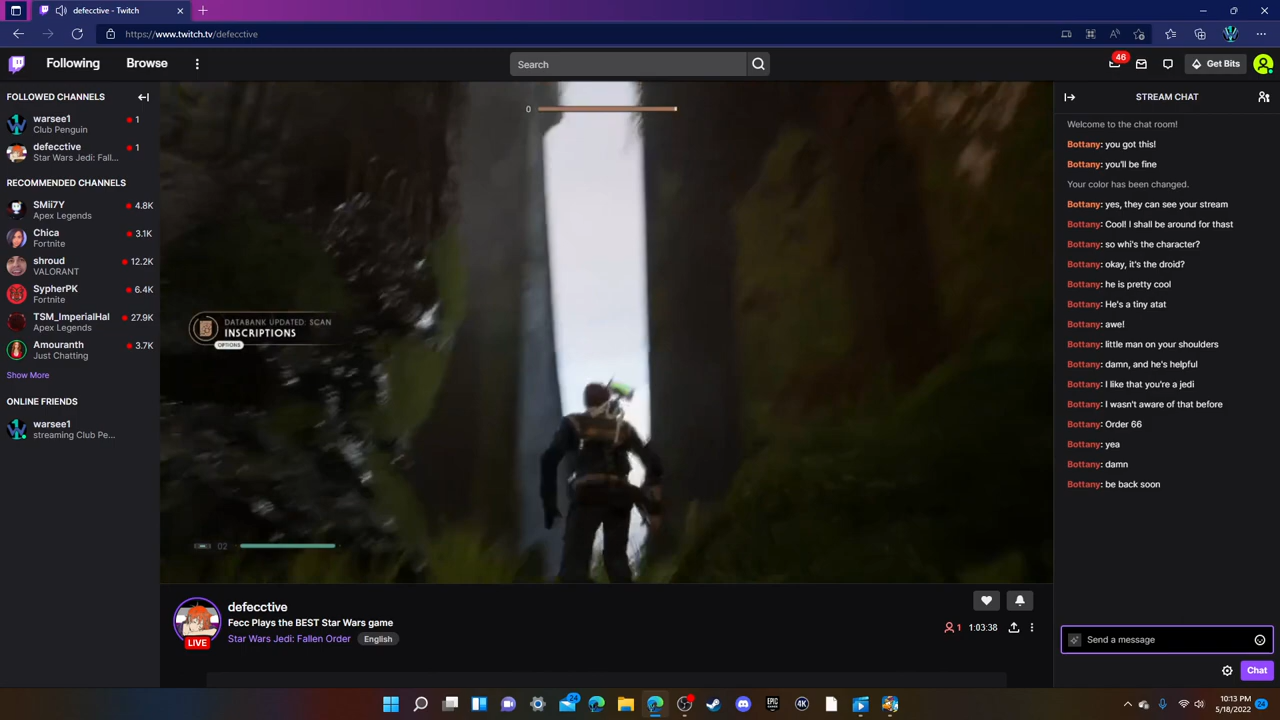 defecctive - Twitch
https://www.twitch.tv/defecctive
Following
Browse
Search
46
Get Bits
FOLLOWED CHANNELS
warsee1
1
Club Penguin
defecctive
1
Star Wars Jedi: Fall...
RECOMMENDED CHANNELS
SMii7Y
4.8K
Apex Legends
Chica
3.1K
Fortnite
shroud
12.2K
VALORANT
SypherPK
6.4K
Fortnite
TSM_ImperialHal
27.9K
Apex Legends
Amouranth
3.7K
Just Chatting
Show More
ONLINE FRIENDS
warsee1
streaming Club Pe...
0
DATABANK UPDATED: SCAN
INSCRIPTIONS
OPTIONS
02
LIVE
defecctive
Fecc Plays the BEST Star Wars game
Star Wars Jedi: Fallen Order
English
1
1:03:38
STREAM CHAT
Welcome to the chat room!
Bottany: you got this!
Bottany: you'll be fine
Your color has been changed.
Bottany: yes, they can see your stream
Bottany: Cool! I shall be around for thast
Bottany: so whi's the character?
Bottany: okay, it's the droid?
Bottany: he is pretty cool
Bottany: He's a tiny atat
Bottany: awe!
Bottany: little man on your shoulders
Bottany: damn, and he's helpful
Bottany: I like that you're a jedi
Bottany: I wasn't aware of that before
Bottany: Order 66
Bottany: yea
Bottany: damn
Bottany: be back soon
Send a message
Chat
24
EPIC
GAMES
4K
10:13 PM
5/18/2022
24